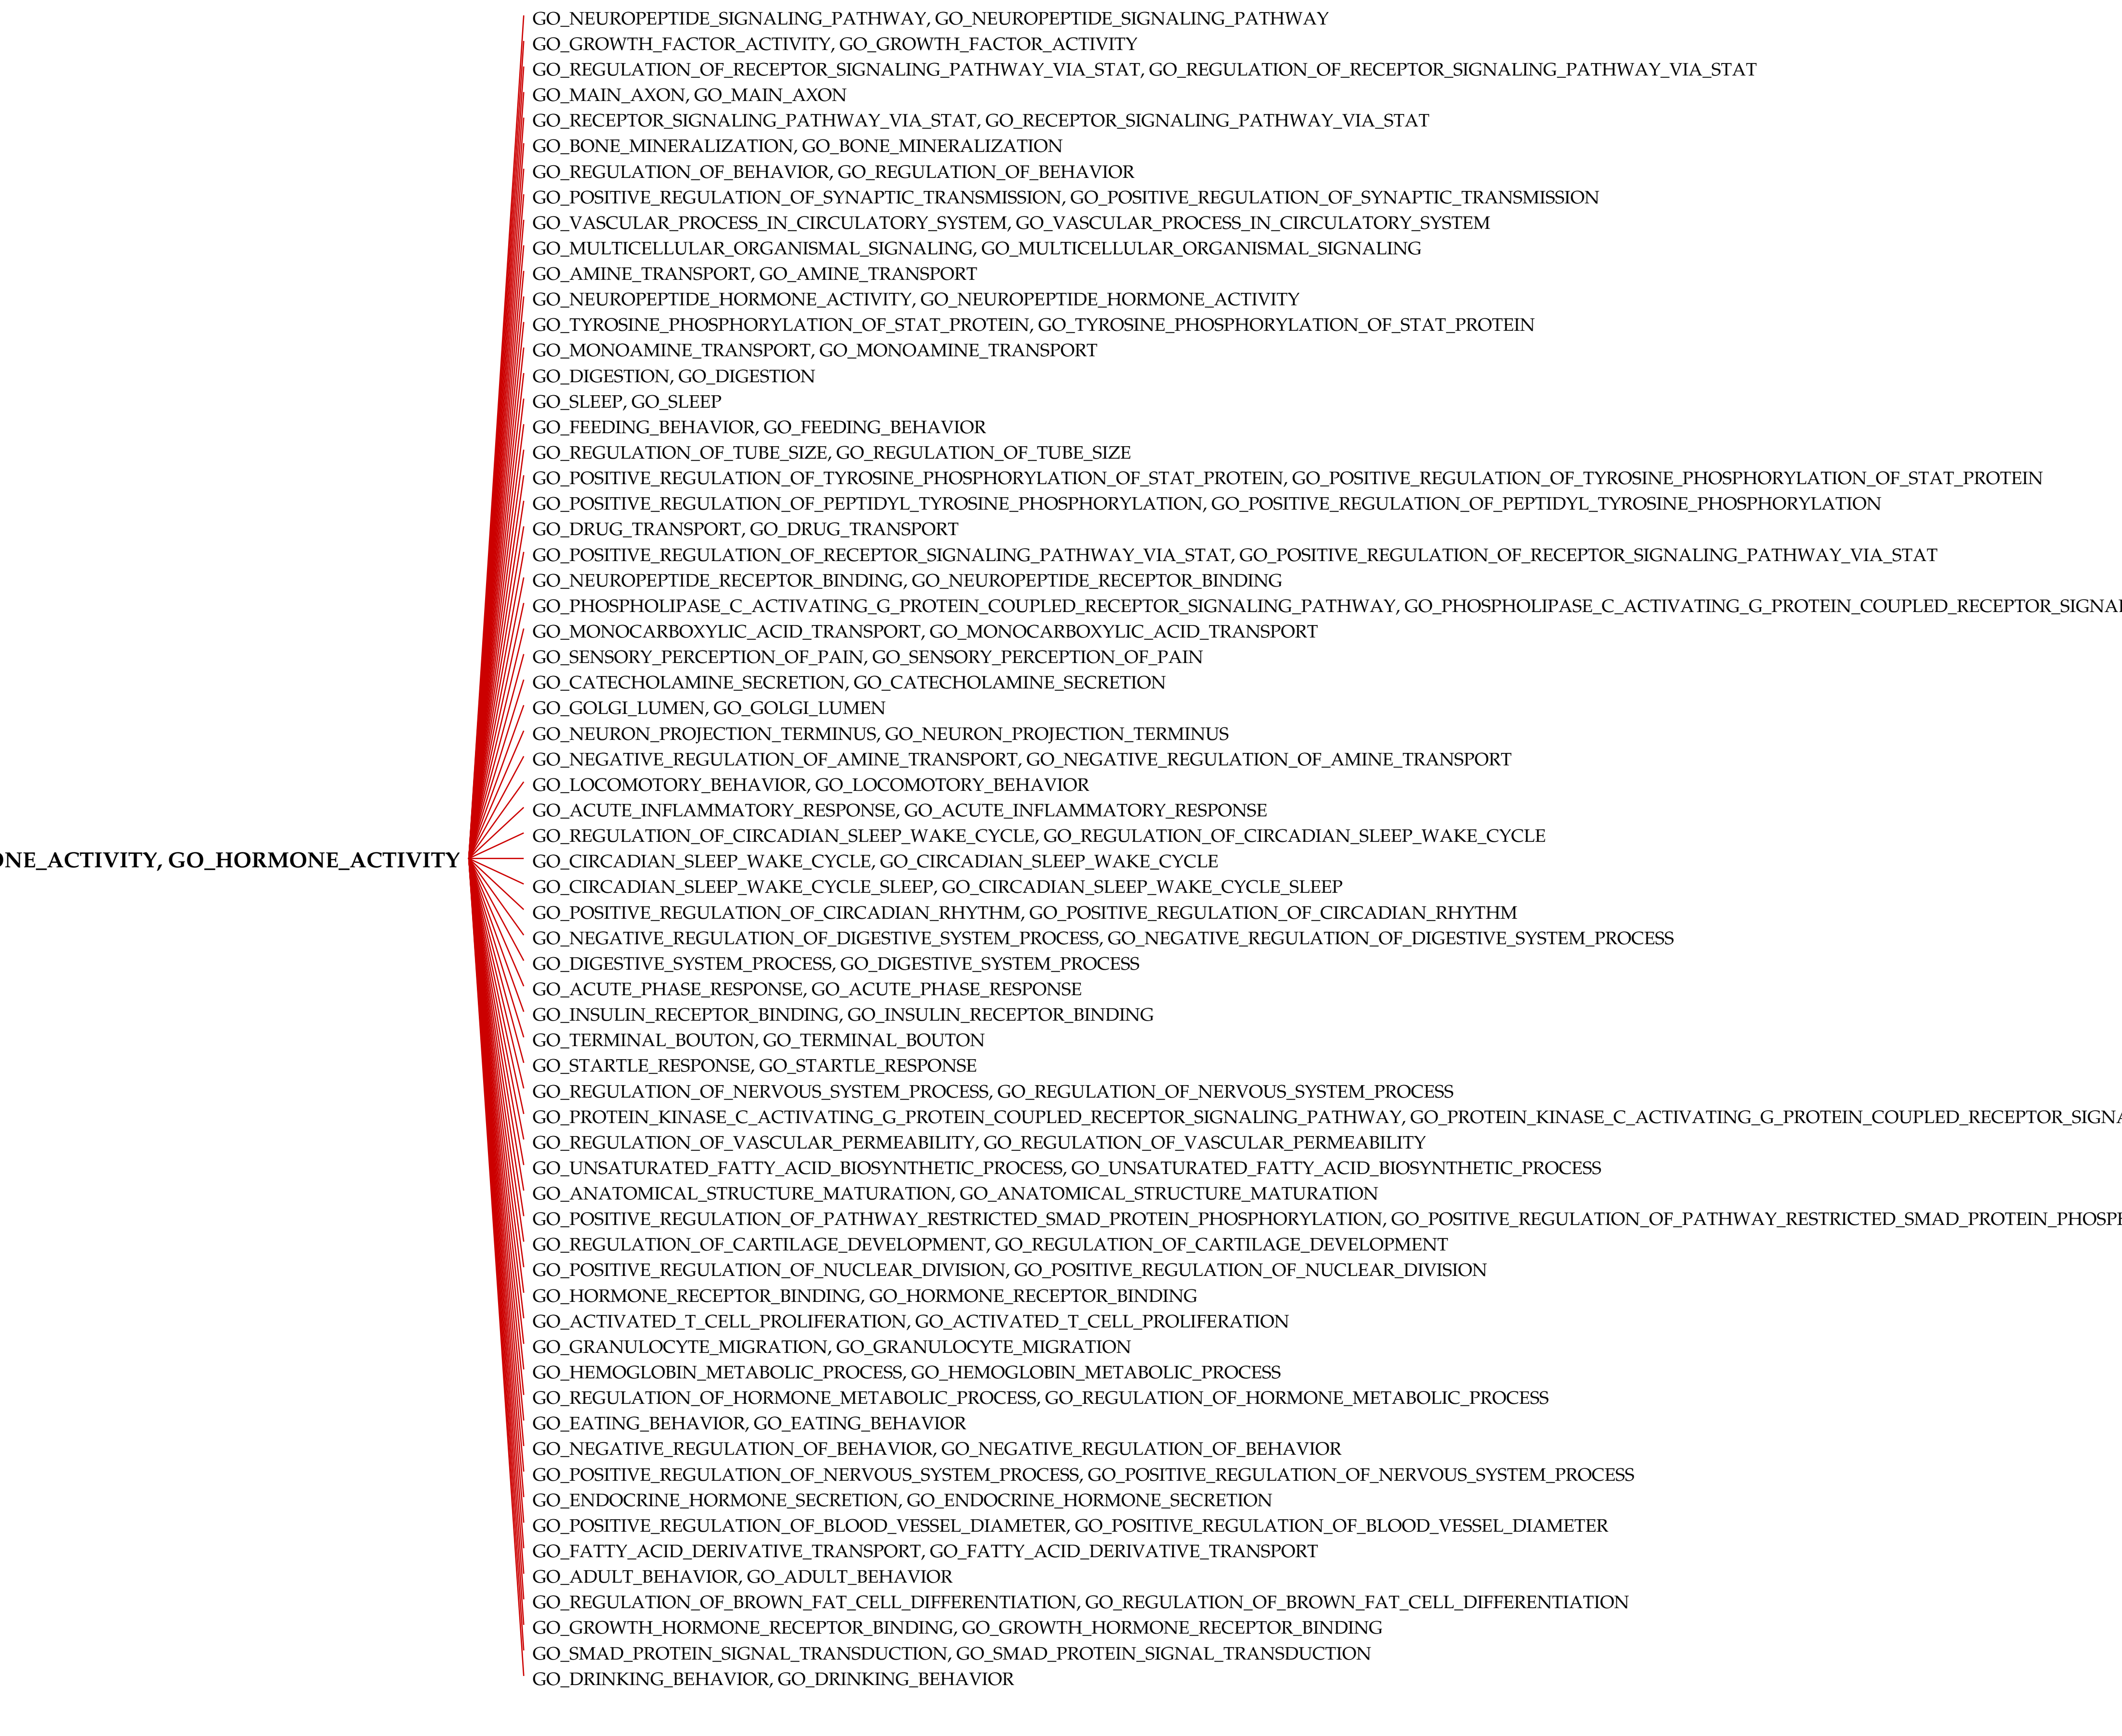 GO_NEUROPEPTIDE_SIGNALING_PATHWAY, GO_NEUROPEPTIDE_SIGNALING_PATHWAY
GO_GROWTH_FACTOR_ACTIVITY, GO_GROWTH_FACTOR_ACTIVITY
GO_REGULATION_OF_RECEPTOR_SIGNALING_PATHWAY_VIA_STAT, GO_REGULATION_OF_RECEPTOR_SIGNALING_PATHWAY_VIA_STAT
GO_MAIN_AXON, GO_MAIN_AXON
GO_RECEPTOR_SIGNALING_PATHWAY_VIA_STAT, GO_RECEPTOR_SIGNALING_PATHWAY_VIA_STAT
GO_BONE_MINERALIZATION, GO_BONE_MINERALIZATION
GO_REGULATION_OF_BEHAVIOR, GO_REGULATION_OF_BEHAVIOR
GO_POSITIVE_REGULATION_OF_SYNAPTIC_TRANSMISSION, GO_POSITIVE_REGULATION_OF_SYNAPTIC_TRANSMISSION
GO_VASCULAR_PROCESS_IN_CIRCULATORY_SYSTEM, GO_VASCULAR_PROCESS_IN_CIRCULATORY_SYSTEM
GO_MULTICELLULAR_ORGANISMAL_SIGNALING, GO_MULTICELLULAR_ORGANISMAL_SIGNALING
GO_AMINE_TRANSPORT, GO_AMINE_TRANSPORT
GO_NEUROPEPTIDE_HORMONE_ACTIVITY, GO_NEUROPEPTIDE_HORMONE_ACTIVITY
GO_TYROSINE_PHOSPHORYLATION_OF_STAT_PROTEIN, GO_TYROSINE_PHOSPHORYLATION_OF_STAT_PROTEIN
GO_MONOAMINE_TRANSPORT, GO_MONOAMINE_TRANSPORT
GO_DIGESTION, GO_DIGESTION
GO_SLEEP, GO_SLEEP
GO_FEEDING_BEHAVIOR, GO_FEEDING_BEHAVIOR
GO_REGULATION_OF_TUBE_SIZE, GO_REGULATION_OF_TUBE_SIZE
GO_POSITIVE_REGULATION_OF_TYROSINE_PHOSPHORYLATION_OF_STAT_PROTEIN, GO_POSITIVE_REGULATION_OF_TYROSINE_PHOSPHORYLATION_OF_STAT_PROTEIN
GO_POSITIVE_REGULATION_OF_PEPTIDYL_TYROSINE_PHOSPHORYLATION, GO_POSITIVE_REGULATION_OF_PEPTIDYL_TYROSINE_PHOSPHORYLATION
GO_DRUG_TRANSPORT, GO_DRUG_TRANSPORT
GO_POSITIVE_REGULATION_OF_RECEPTOR_SIGNALING_PATHWAY_VIA_STAT, GO_POSITIVE_REGULATION_OF_RECEPTOR_SIGNALING_PATHWAY_VIA_STAT
GO_NEUROPEPTIDE_RECEPTOR_BINDING, GO_NEUROPEPTIDE_RECEPTOR_BINDING
GO_PHOSPHOLIPASE_C_ACTIVATING_G_PROTEIN_COUPLED_RECEPTOR_SIGNALING_PATHWAY, GO_PHOSPHOLIPASE_C_ACTIVATING_G_PROTEIN_COUPLED_RECEPTOR_SIGNAL
GO_MONOCARBOXYLIC_ACID_TRANSPORT, GO_MONOCARBOXYLIC_ACID_TRANSPORT
GO_SENSORY_PERCEPTION_OF_PAIN, GO_SENSORY_PERCEPTION_OF_PAIN
GO_CATECHOLAMINE_SECRETION, GO_CATECHOLAMINE_SECRETION
GO_GOLGI_LUMEN, GO_GOLGI_LUMEN
GO_NEURON_PROJECTION_TERMINUS, GO_NEURON_PROJECTION_TERMINUS
GO_NEGATIVE_REGULATION_OF_AMINE_TRANSPORT, GO_NEGATIVE_REGULATION_OF_AMINE_TRANSPORT
GO_LOCOMOTORY_BEHAVIOR, GO_LOCOMOTORY_BEHAVIOR
GO_ACUTE_INFLAMMATORY_RESPONSE, GO_ACUTE_INFLAMMATORY_RESPONSE
GO_REGULATION_OF_CIRCADIAN_SLEEP_WAKE_CYCLE, GO_REGULATION_OF_CIRCADIAN_SLEEP_WAKE_CYCLE
NE_ACTIVITY, GO_HORMONE_ACTIVITY
GO_CIRCADIAN_SLEEP_WAKE_CYCLE, GO_CIRCADIAN_SLEEP_WAKE_CYCLE
GO_CIRCADIAN_SLEEP_WAKE_CYCLE_SLEEP, GO_CIRCADIAN_SLEEP_WAKE_CYCLE_SLEEP
GO_POSITIVE_REGULATION_OF_CIRCADIAN_RHYTHM, GO_POSITIVE_REGULATION_OF_CIRCADIAN_RHYTHM
GO_NEGATIVE_REGULATION_OF_DIGESTIVE_SYSTEM_PROCESS, GO_NEGATIVE_REGULATION_OF_DIGESTIVE_SYSTEM_PROCESS
GO_DIGESTIVE_SYSTEM_PROCESS, GO_DIGESTIVE_SYSTEM_PROCESS
GO_ACUTE_PHASE_RESPONSE, GO_ACUTE_PHASE_RESPONSE
GO_INSULIN_RECEPTOR_BINDING, GO_INSULIN_RECEPTOR_BINDING
GO_TERMINAL_BOUTON, GO_TERMINAL_BOUTON
GO_STARTLE_RESPONSE, GO_STARTLE_RESPONSE
GO_REGULATION_OF_NERVOUS_SYSTEM_PROCESS, GO_REGULATION_OF_NERVOUS_SYSTEM_PROCESS
GO_PROTEIN_KINASE_C_ACTIVATING_G_PROTEIN_COUPLED_RECEPTOR_SIGNALING_PATHWAY, GO_PROTEIN_KINASE_C_ACTIVATING_G_PROTEIN_COUPLED_RECEPTOR_SIGNA
GO_REGULATION_OF_VASCULAR_PERMEABILITY, GO_REGULATION_OF_VASCULAR_PERMEABILITY
GO_UNSATURATED_FATTY_ACID_BIOSYNTHETIC_PROCESS, GO_UNSATURATED_FATTY_ACID_BIOSYNTHETIC_PROCESS
GO_ANATOMICAL_STRUCTURE_MATURATION, GO_ANATOMICAL_STRUCTURE_MATURATION
GO_POSITIVE_REGULATION_OF_PATHWAY_RESTRICTED_SMAD_PROTEIN_PHOSPHORYLATION, GO_POSITIVE_REGULATION_OF_PATHWAY_RESTRICTED_SMAD_PROTEIN_PHOSPH
GO_REGULATION_OF_CARTILAGE_DEVELOPMENT, GO_REGULATION_OF_CARTILAGE_DEVELOPMENT
GO_POSITIVE_REGULATION_OF_NUCLEAR_DIVISION, GO_POSITIVE_REGULATION_OF_NUCLEAR_DIVISION
GO_HORMONE_RECEPTOR_BINDING, GO_HORMONE_RECEPTOR_BINDING
GO_ACTIVATED_T_CELL_PROLIFERATION, GO_ACTIVATED_T_CELL_PROLIFERATION
GO_GRANULOCYTE_MIGRATION, GO_GRANULOCYTE_MIGRATION
GO_HEMOGLOBIN_METABOLIC_PROCESS, GO_HEMOGLOBIN_METABOLIC_PROCESS
GO_REGULATION_OF_HORMONE_METABOLIC_PROCESS, GO_REGULATION_OF_HORMONE_METABOLIC_PROCESS
GO_EATING_BEHAVIOR, GO_EATING_BEHAVIOR
GO_NEGATIVE_REGULATION_OF_BEHAVIOR, GO_NEGATIVE_REGULATION_OF_BEHAVIOR
GO_POSITIVE_REGULATION_OF_NERVOUS_SYSTEM_PROCESS, GO_POSITIVE_REGULATION_OF_NERVOUS_SYSTEM_PROCESS
GO_ENDOCRINE_HORMONE_SECRETION, GO_ENDOCRINE_HORMONE_SECRETION
GO_POSITIVE_REGULATION_OF_BLOOD_VESSEL_DIAMETER, GO_POSITIVE_REGULATION_OF_BLOOD_VESSEL_DIAMETER
GO_FATTY_ACID_DERIVATIVE_TRANSPORT, GO_FATTY_ACID_DERIVATIVE_TRANSPORT
GO_ADULT_BEHAVIOR, GO_ADULT_BEHAVIOR
GO_REGULATION_OF_BROWN_FAT_CELL_DIFFERENTIATION, GO_REGULATION_OF_BROWN_FAT_CELL_DIFFERENTIATION
GO_GROWTH_HORMONE_RECEPTOR_BINDING, GO_GROWTH_HORMONE_RECEPTOR_BINDING
GO_SMAD_PROTEIN_SIGNAL_TRANSDUCTION, GO_SMAD_PROTEIN_SIGNAL_TRANSDUCTION
GO_DRINKING_BEHAVIOR, GO_DRINKING_BEHAVIOR